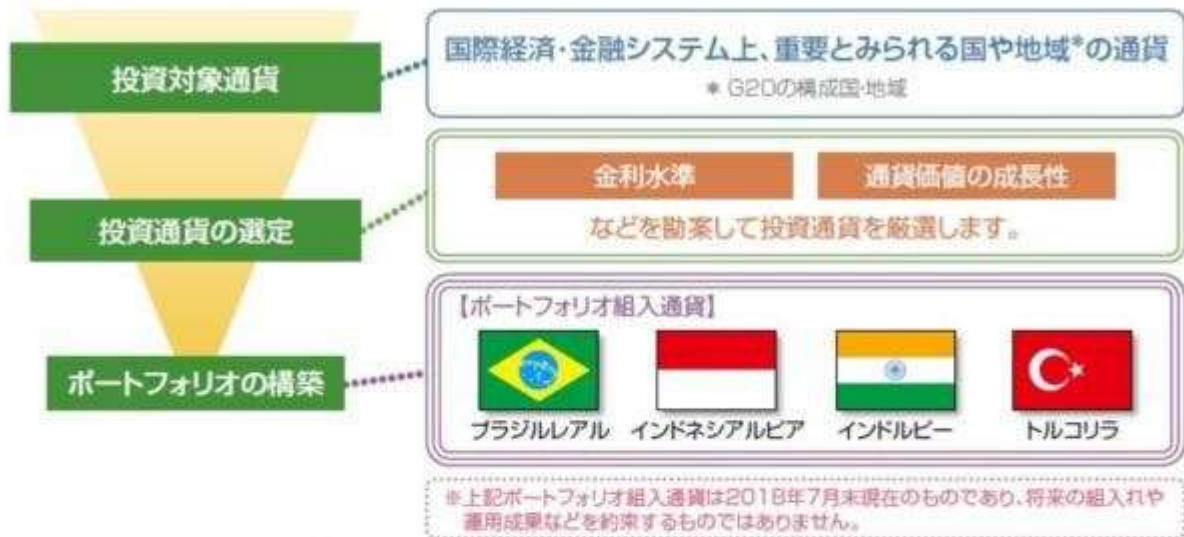 投資対象通貨
国際経済・金融システム上、重要とみられる国や地域*の通貨
* G20の構成国・地域
投資通貨の選定
金利水準
通貨価値の成長性
などを勘案して投資通貨を厳選します。
ポートフォリオの構築
【ポートフォリオ組入通貨】
ブラジルレアル
インドネシアルピア
インドルピー
トルコリラ
※上記ポートフォリオ組入通貨は2018年7月末現在のものであり、将来の組入れや
運用成果などを約束するものではありません。